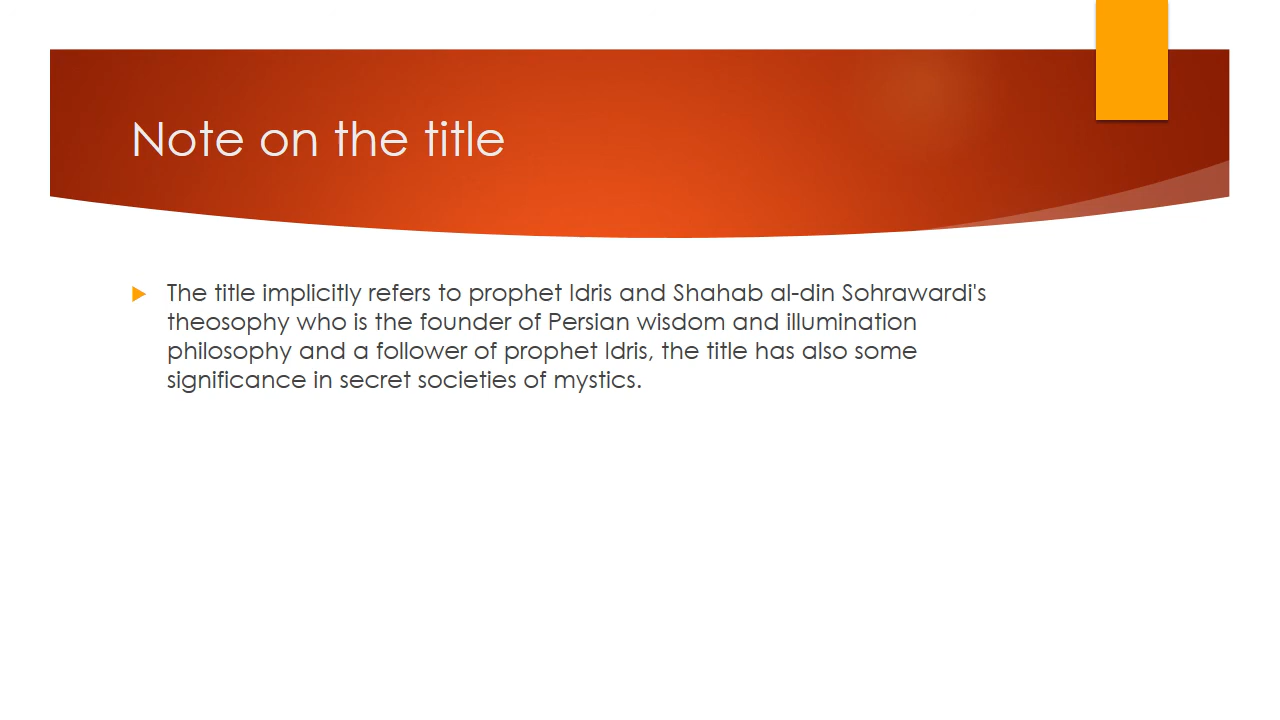 Note on the title
The title implicitly refers to prophet Idris and Shahab al-din Sohrawardi's
theosophy who is the founder of Persian wisdom and illumination
philosophy and a follower of prophet Idris, the title has also some
significance in secret societies of mystics.